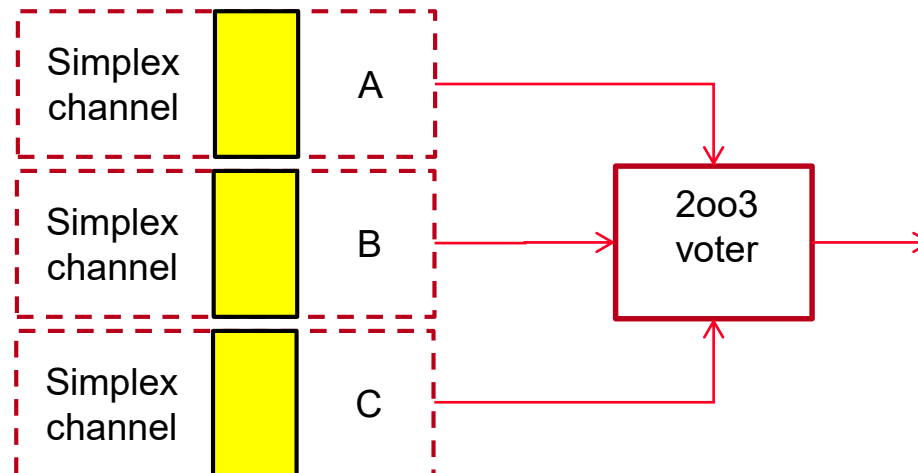 Simplex
channel
A
Simplex
channel
B
2oo3
voter
Simplex
channel
C